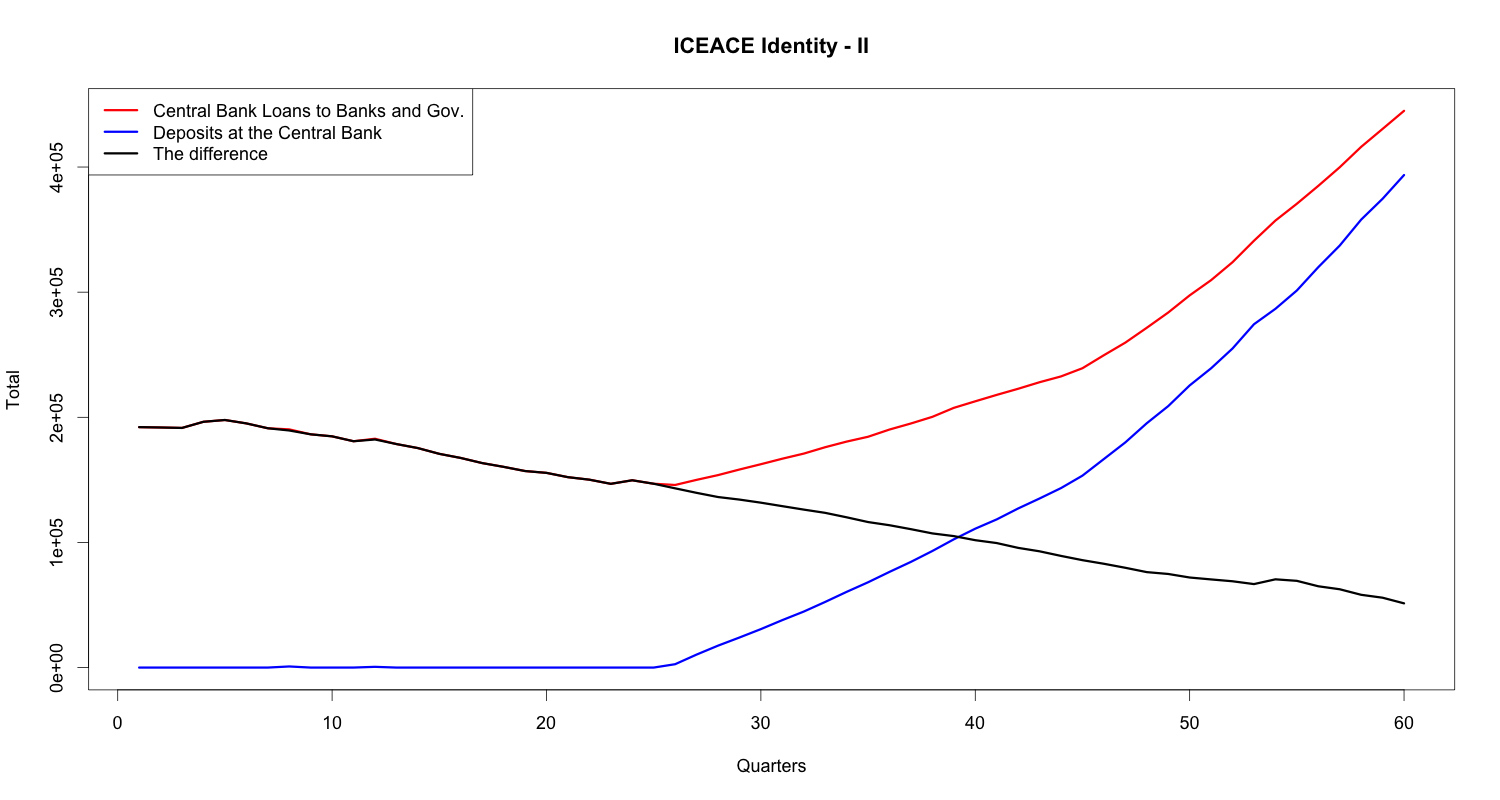 ICEACE Identity - II
Central Bank Loans to Banks and Gov.
Deposits at the Central Bank
The difference
Total
4e+05
3e+05
2e+05
1e+05
0e+00
0 10 20 30 40 50 60
Quarters